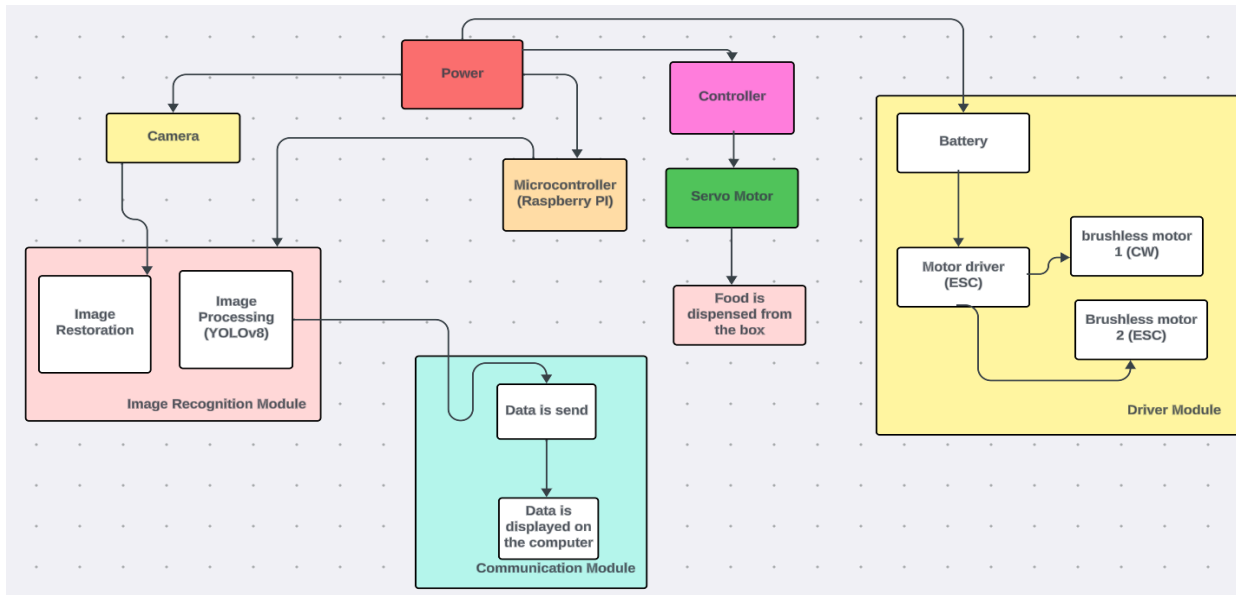 Power
Controller
Camera
Battery
Microcontroller
(Raspberry PI)
Servo Motor
brushless motor
1 (CW)
Motor driver
(ESC)
Image
Restoration
Image
Processing
(YOLOv8)
Food is
dispensed from
the box
Brushless motor
2 (ESC)
Image Recognition Module
Data is send
Driver Module
Data is
displayed on
the computer
Communication Module